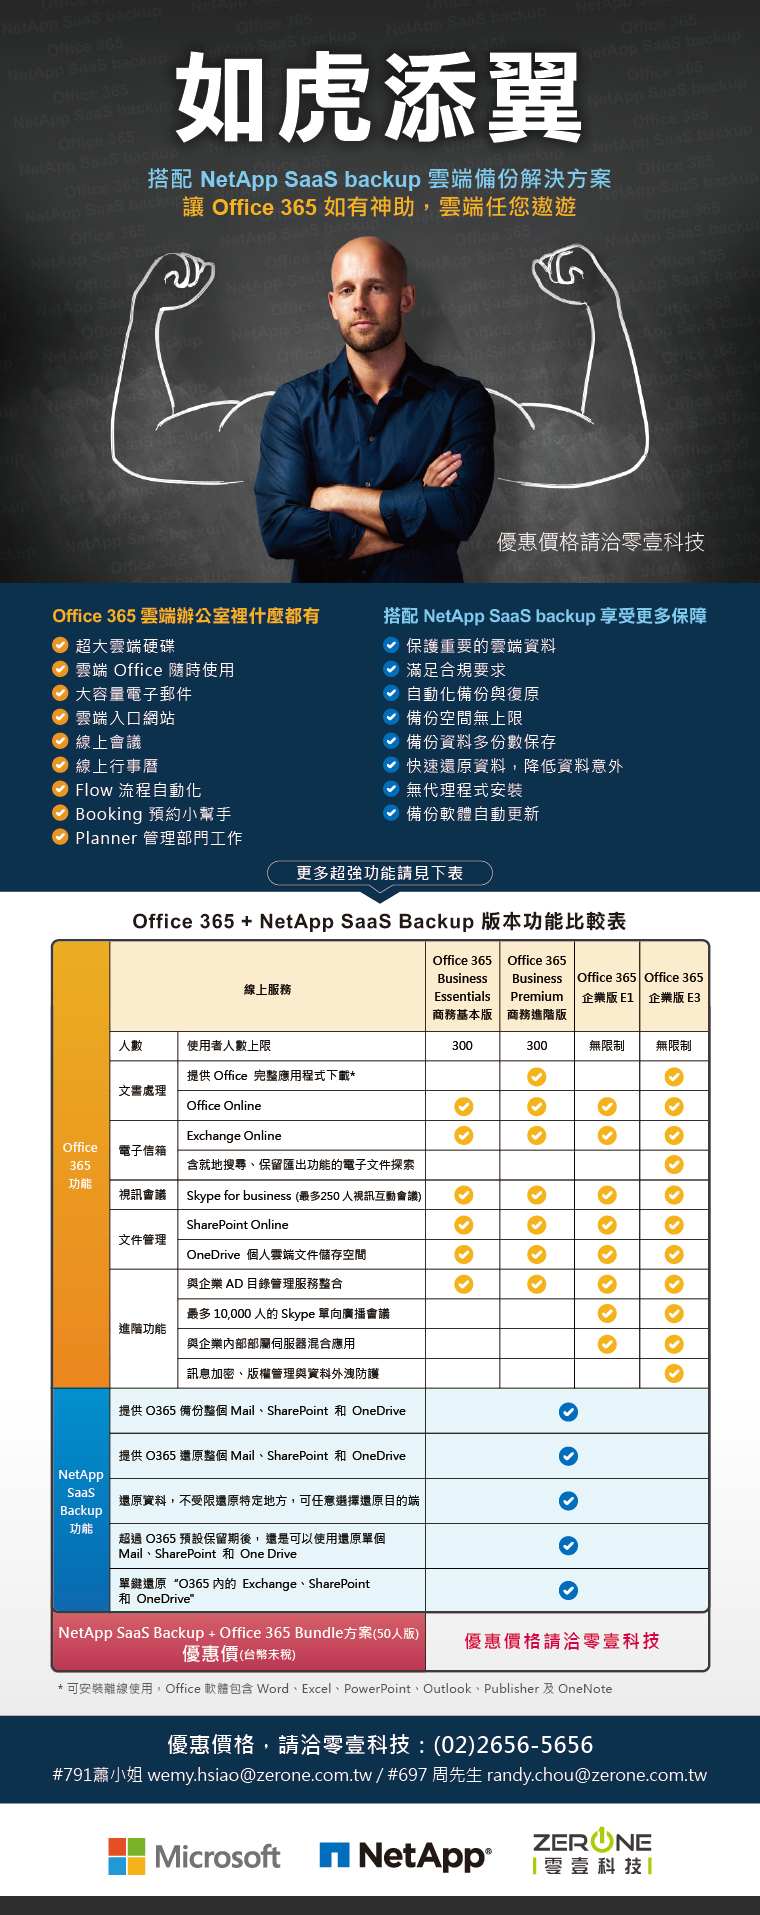 如虎添翼
搭配 NetApp SaaS backup 雲端備份解決方案
讓 Office 365 如有神助，雲端任您遨遊
優惠價格請洽零壹科技
Office 365 雲端辦公室裡什麼都有
超大雲端硬碟
雲端 Office 隨時使用
大容量電子郵件
雲端入口網站
線上會議
線上行事曆
Flow 流程自動化
Booking 預約小幫手
Planner 管理部門工作
搭配 NetApp SaaS backup 享受更多保障
保護重要的雲端資料
滿足合規要求
自動化備份與復原
備份空間無上限
備份資料多份數保存
快速還原資料，降低資料意外
無代理程式安裝
備份軟體自動更新
更多超強功能請見下表
Office 365 + NetApp SaaS Backup 版本功能比較表
線上服務
Office 365 Business Essentials 商務基本版
Office 365 Business Premium 商務進階版
Office 365 企業版 E1
Office 365 企業版 E3
Office 365 功能
人數 使用者人數上限 300 300 無限制 無限制
文書處理 提供 Office 完整應用程式下載*
Office Online
電子信箱 Exchange Online
含就地搜尋、保留匯出功能的電子文件探索
視訊會議 Skype for business (最多250 人視訊互動會議)
文件管理 SharePoint Online
OneDrive 個人雲端文件儲存空間
進階功能 與企業 AD 目錄管理服務整合
最多 10,000 人的 Skype 單向廣播會議
與企業內部部屬伺服器混合應用
訊息加密、版權管理與資料外洩防護
NetApp SaaS Backup 功能
提供 O365 備份整個 Mail、SharePoint 和 OneDrive
提供 O365 還原整個 Mail、SharePoint 和 OneDrive
還原資料，不受限還原特定地方，可任意選擇還原目的端
超過 O365 預設保留期後， 還是可以使用還原單個
Mail、SharePoint 和 One Drive
單鍵還原 “O365 內的 Exchange、SharePoint
和 OneDrive"
NetApp SaaS Backup + Office 365 Bundle方案(50人版)
優惠價(台幣未稅)
優惠價格請洽零壹科技
* 可安裝離線使用，Office 軟體包含 Word、Excel、PowerPoint、Outlook、Publisher 及 OneNote
優惠價格，請洽零壹科技：(02)2656-5656
#791蕭小姐 wemy.hsiao@zerone.com.tw / #697 周先生 randy.chou@zerone.com.tw
Microsoft
NetApp®
ZERONE
零壹科技